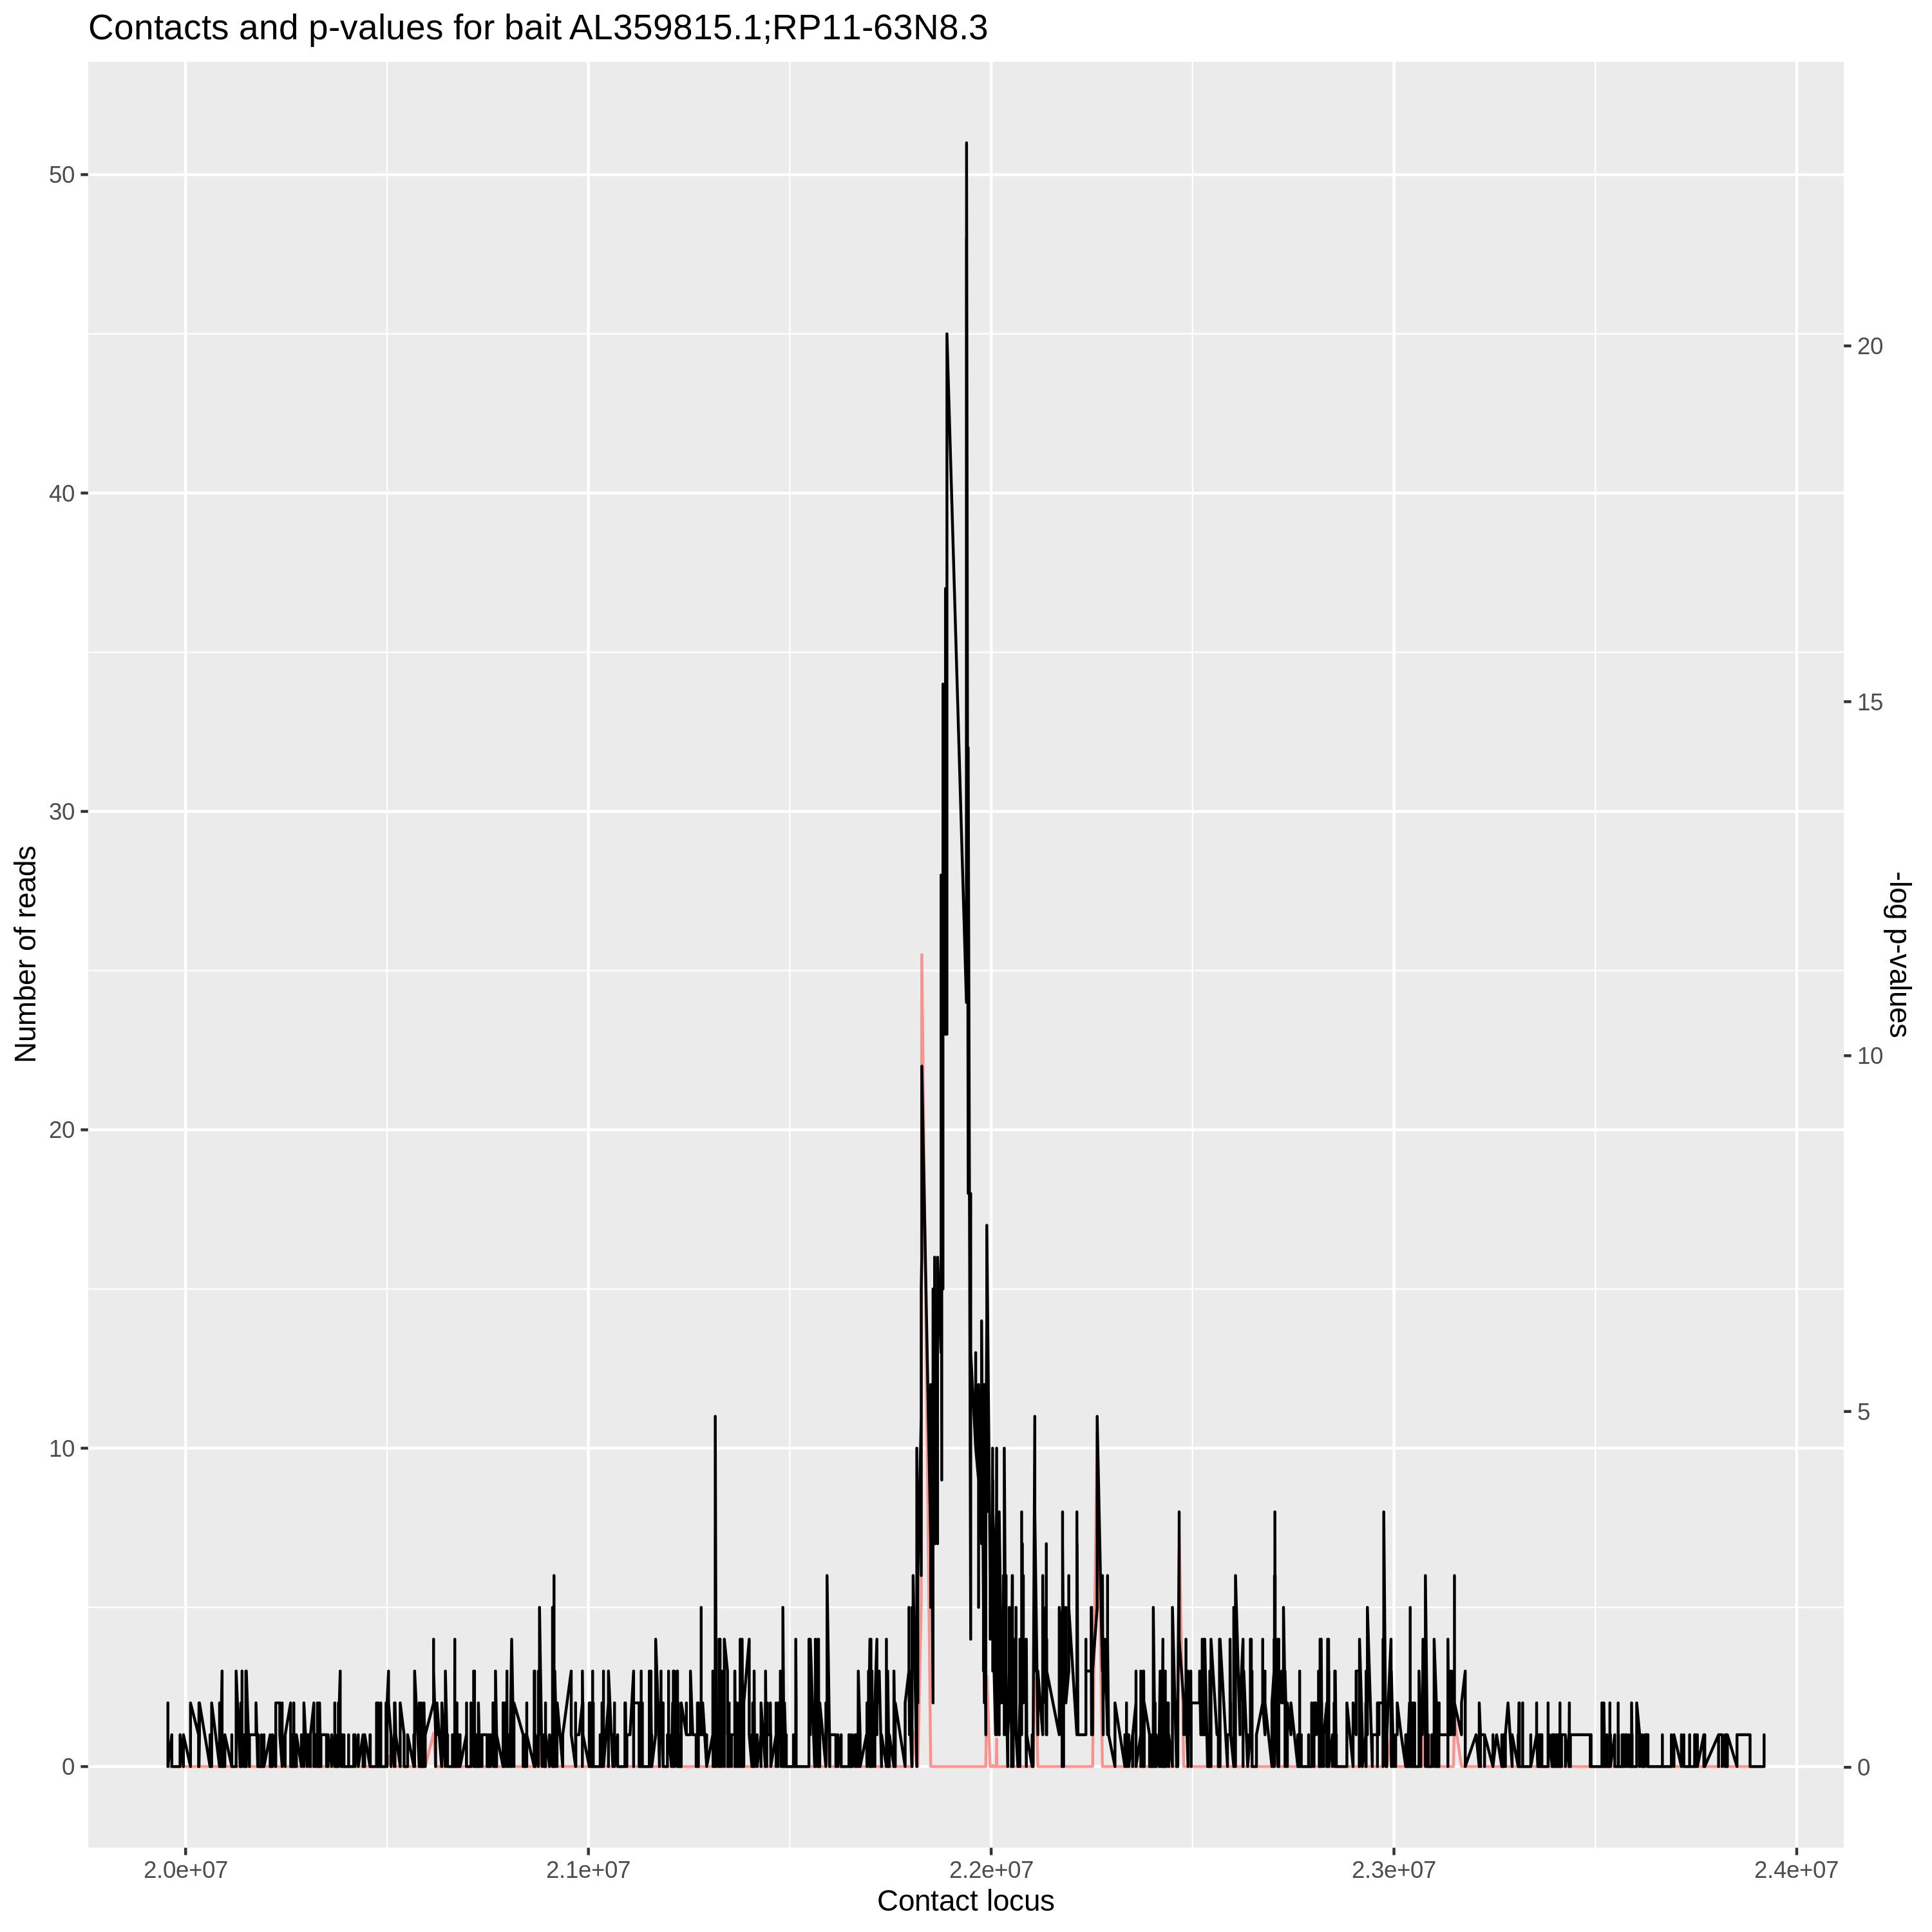 Contacts and p-values for bait AL359815.1;RP11-63N8.3
50
40
30
20
10
0
Number of reads
20
15
10
5
0
-log p-values
2.0e+07 2.1e+07 2.2e+07 2.3e+07 2.4e+07
Contact locus